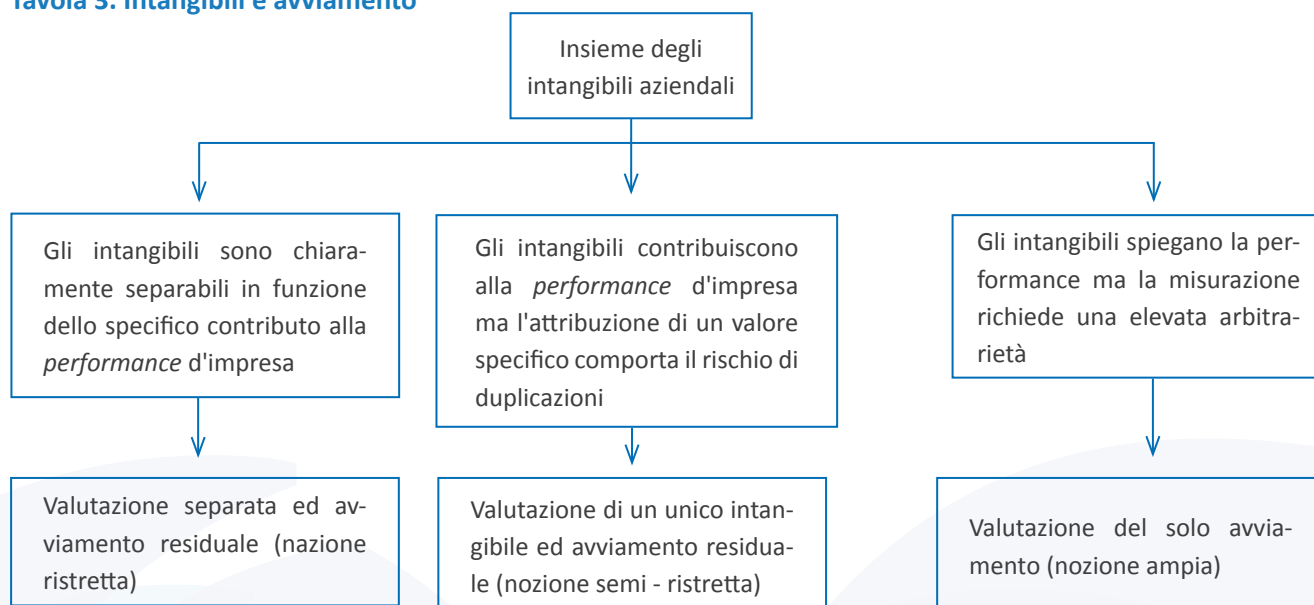 Tavola 3: Intangibili e avviamento
Insieme degli
intangibili aziendali
Gli intangibili sono chiara-
mente separabili in funzione
dello specifico contributo alla
performance d'impresa
Gli intangibili contribuiscono
alla performance d'impresa
ma l'attribuzione di un valore
specifico comporta il rischio di
duplicazioni
Gli intangibili spiegano la per-
formance ma la misurazione
richiede una elevata arbitra-
rietà
Valutazione separata ed av-
viamento residuale (nazione
ristretta)
Valutazione di un unico intan-
gibile ed avviamento residua-
le (nozione semi - ristretta)
Valutazione del solo avvia-
mento (nozione ampia)